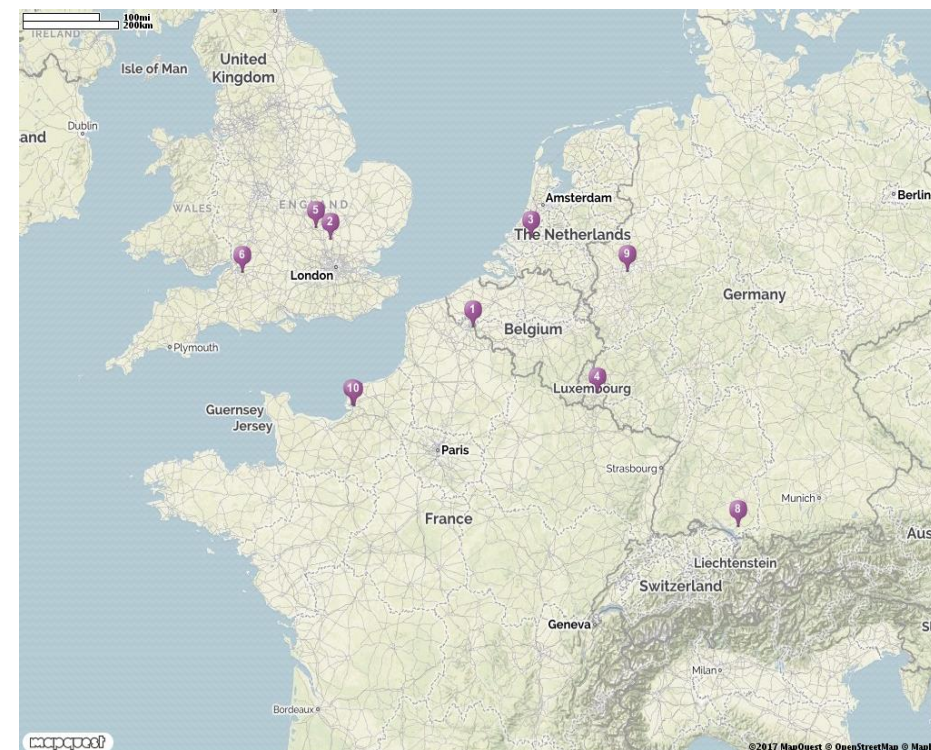 100mi
200km
IRELAND
Isle of Man
United
Kingdom
Dublin
and
Amsterdam
Berlin
WALES
ENGLAND
5
2
3
The Netherlands
6
9
London
Germany
1
Belgium
Plymouth
4
Luxembourg
10
Guernsey
Jersey
Paris
Strasbourg
Munich
8
France
Aus
Liechtenstein
Switzerland
Geneva
Sl
Milan
Bordeaux
mapquest
©2017 MapQuest © OpenStreetMap © Map